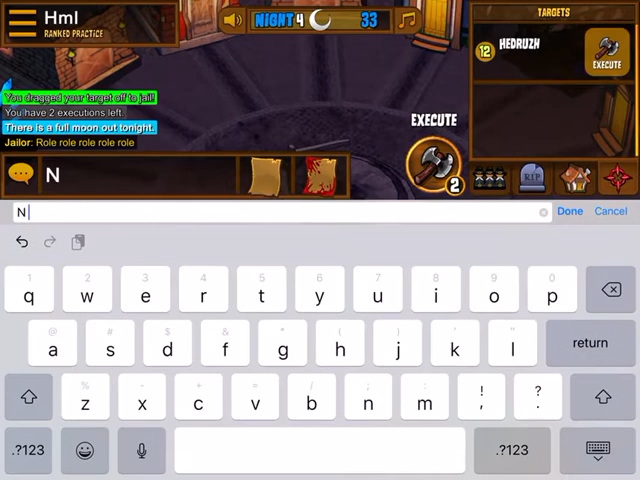 Hml
RANKED PRACTICE
NIGHT 4 33
TARGETS
12 HEDRUZN
EXECUTE
You dragged your target off to jail!
You have 2 executions left.
There is a full moon out tonight.
Jailor: Role role role role role
EXECUTE
2
N
RIP
N
Done
Cancel
1 2 3 4 5 6 7 8 9 0
q w e r t y u i o p
@ # $ & * ( ) ' "
a s d f g h j k l
return
% - + = / ; : ! ?
z x c v b n m , .
.?123
.?123